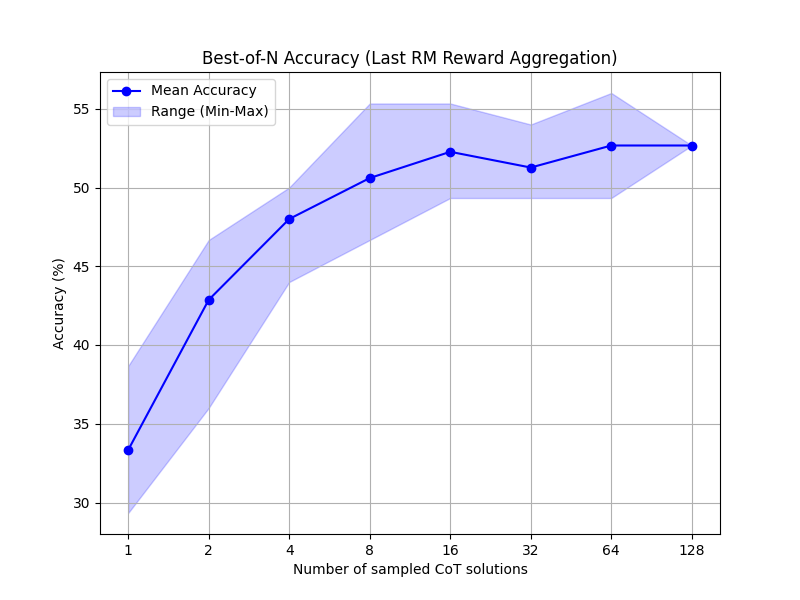 Best-of-N Accuracy (Last RM Reward Aggregation)
Mean Accuracy
Range (Min-Max)
Accuracy (%)
55
50
45
40
35
30
1 2 4 8 16 32 64 128
Number of sampled CoT solutions